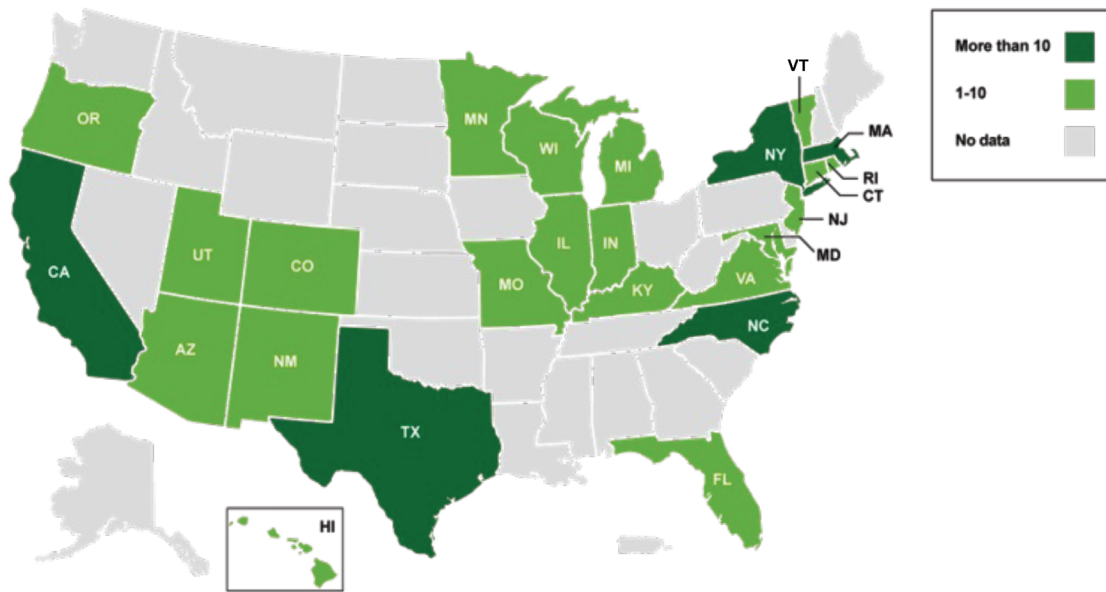 More than 10
1-10
No data
VT
OR
MN
WI
MI
NY
MA
RI
CT
NJ
MD
CA
UT
CO
IL
IN
MO
KY
VA
NC
AZ
NM
TX
FL
HI